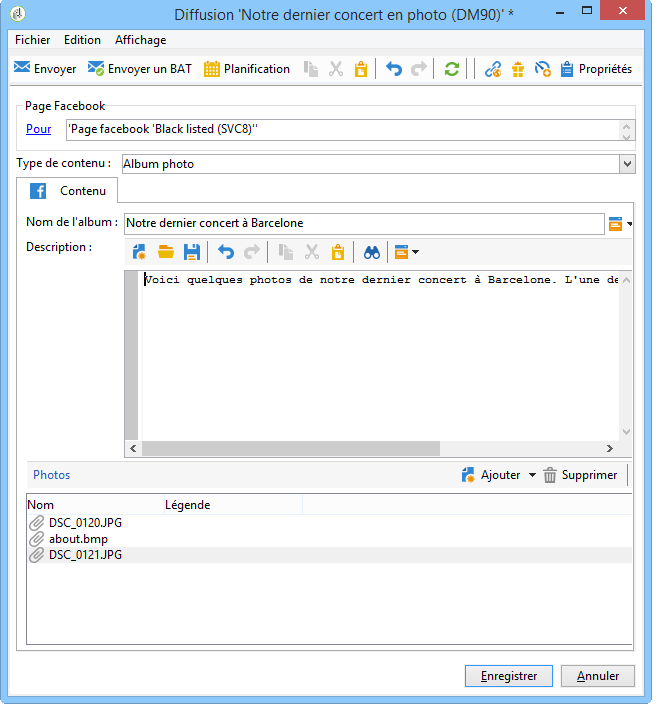 Diffusion 'Notre dernier concert en photo (DM90)' *
Fichier Edition Affichage
Envoyer Envoyer un BAT Planification Propriétés
Page Facebook
Pour 'Page facebook 'Black listed (SVC8)''
Type de contenu : Album photo
Contenu
Nom de l'album : Notre dernier concert à Barcelone
Description :
Voici quelques photos de notre dernier concert à Barcelone. L'une de
Photos Ajouter Supprimer
Nom Légende
DSC_0120.JPG
about.bmp
DSC_0121.JPG
Enregistrer Annuler